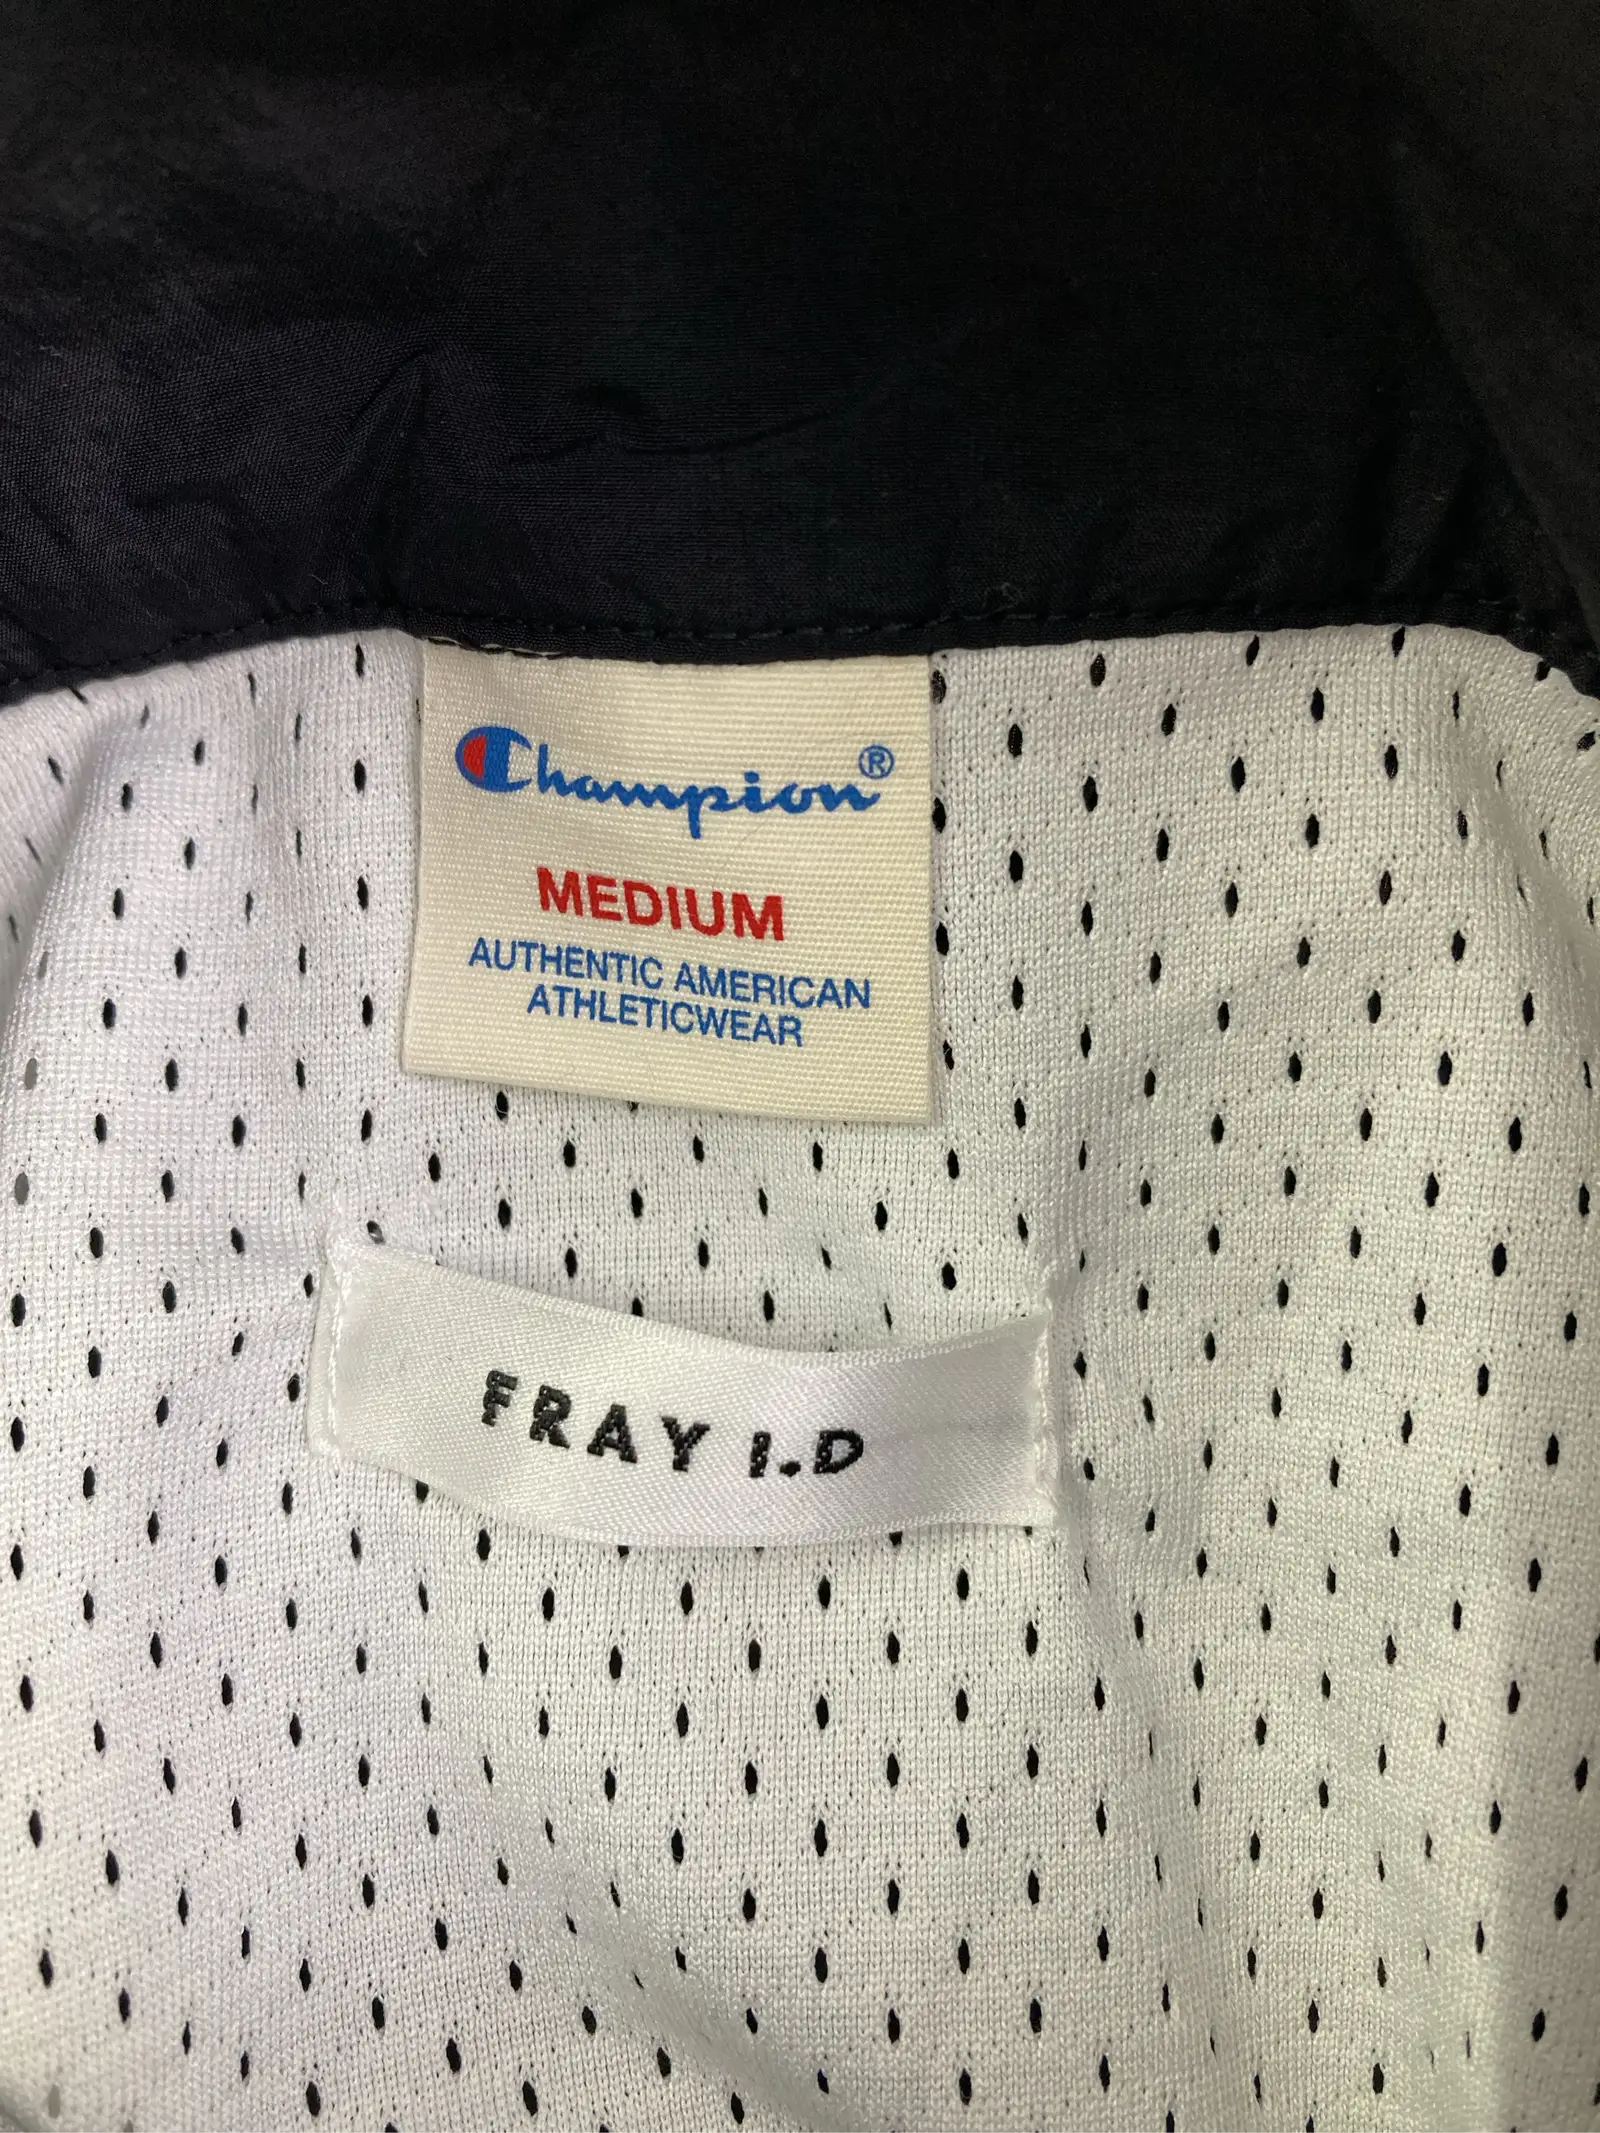 Champion®
MEDIUM
AUTHENTIC AMERICAN
ATHLETICWEAR
FRAY I.D